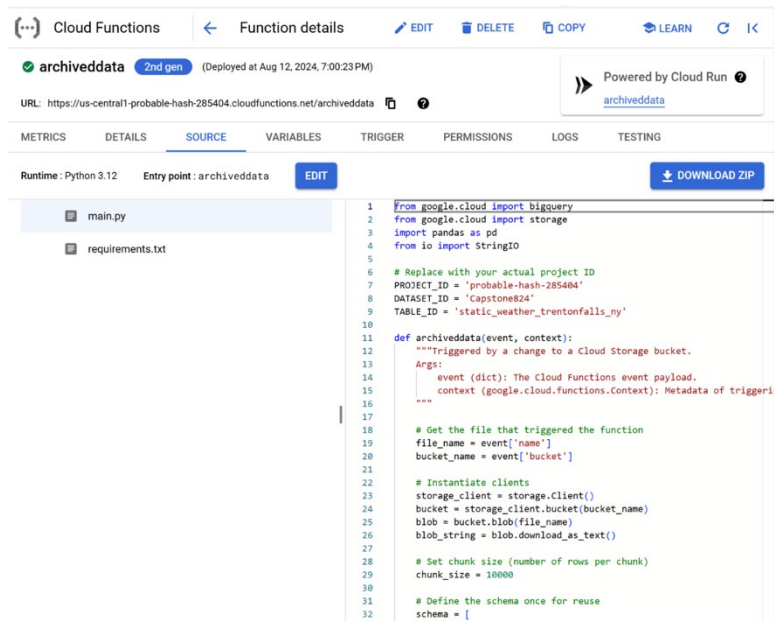 Cloud Functions
Function details
EDIT
DELETE
COPY
LEARN
archiveddata
2nd gen
(Deployed at Aug 12, 2024, 7:00:23 PM)
Powered by Cloud Run
archiveddata
URL: https://us-central1-probable-hash-285404.cloudfunctions.net/archiveddata
METRICS DETAILS SOURCE VARIABLES TRIGGER PERMISSIONS LOGS TESTING
Runtime : Python 3.12
Entry point : archiveddata
EDIT
DOWNLOAD ZIP
main.py
requirements.txt
1 from google.cloud import bigquery
2 from google.cloud import storage
3 import pandas as pd
4 from io import StringIO
5
6 # Replace with your actual project ID
7 PROJECT_ID = 'probable-hash-285404'
8 DATASET_ID = 'Capstone824'
9 TABLE_ID = 'static_weather_trentonfalls_ny'
10
11 def archiveddata(event, context):
12 """Triggered by a change to a Cloud Storage bucket.
13 Args:
14 event (dict): The Cloud Functions event payload.
15 context (google.cloud.functions.Context): Metadata of triggeri
16 """
17
18 # Get the file that triggered the function
19 file_name = event['name']
20 bucket_name = event['bucket']
21
22 # Instantiate clients
23 storage_client = storage.Client()
24 bucket = storage_client.bucket(bucket_name)
25 blob = bucket.blob(file_name)
26 blob_string = blob.download_as_text()
27
28 # Set chunk size (number of rows per chunk)
29 chunk_size = 10000
30
31 # Define the schema once for reuse
32 schema = [